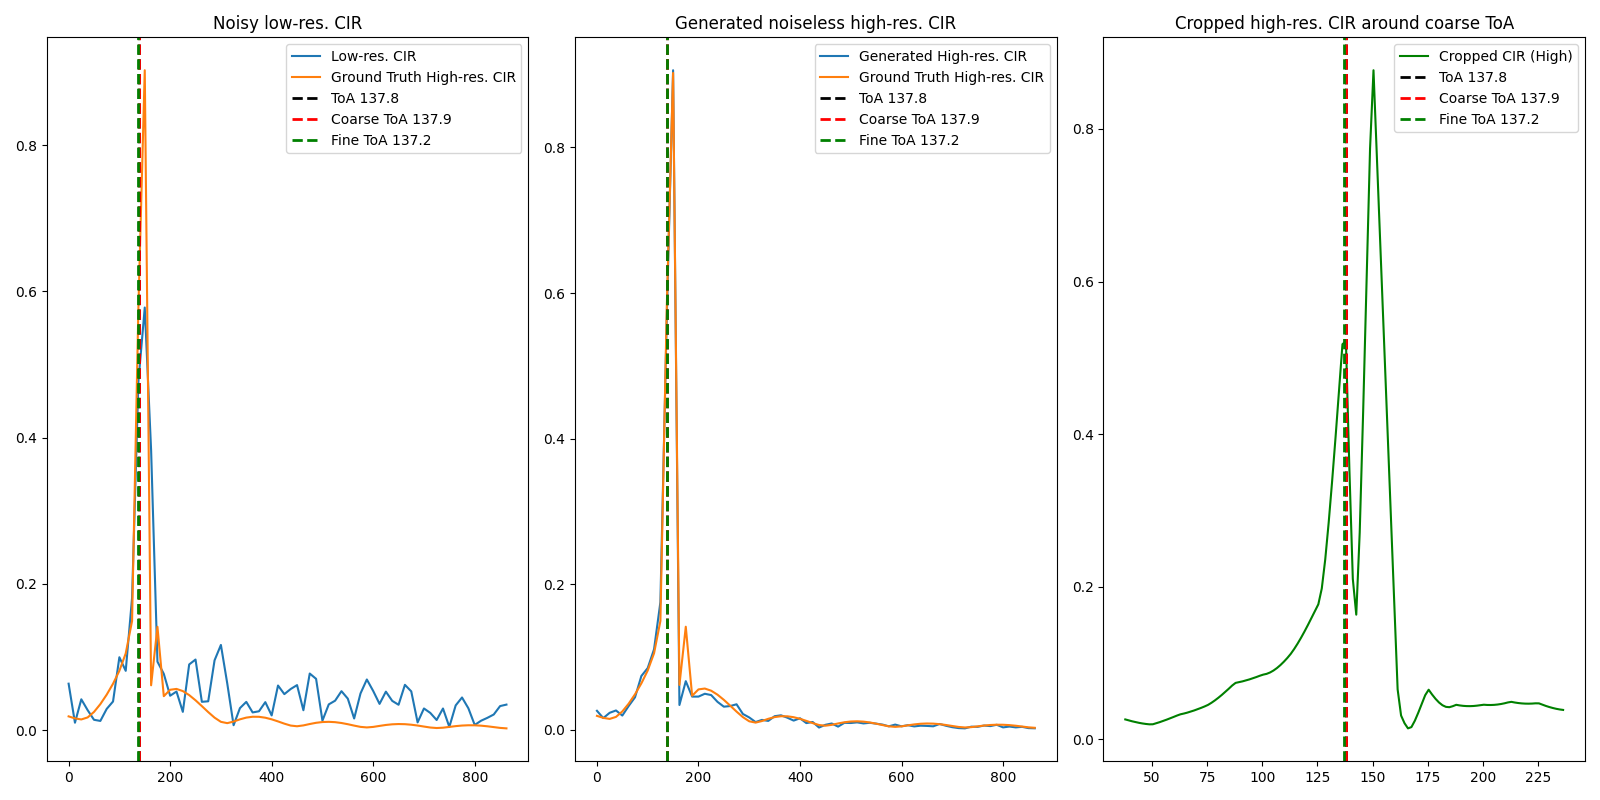 Noisy low-res. CIR
Low-res. CIR
Ground Truth High-res. CIR
ToA 137.8
Coarse ToA 137.9
Fine ToA 137.2
0.8
0.6
0.4
0.2
0.0
0 200 400 600 800
Generated noiseless high-res. CIR
Generated High-res. CIR
Ground Truth High-res. CIR
ToA 137.8
Coarse ToA 137.9
Fine ToA 137.2
0.8
0.6
0.4
0.2
0.0
0 200 400 600 800
Cropped high-res. CIR around coarse ToA
Cropped CIR (High)
ToA 137.8
Coarse ToA 137.9
Fine ToA 137.2
0.8
0.6
0.4
0.2
0.0
50 75 100 125 150 175 200 225